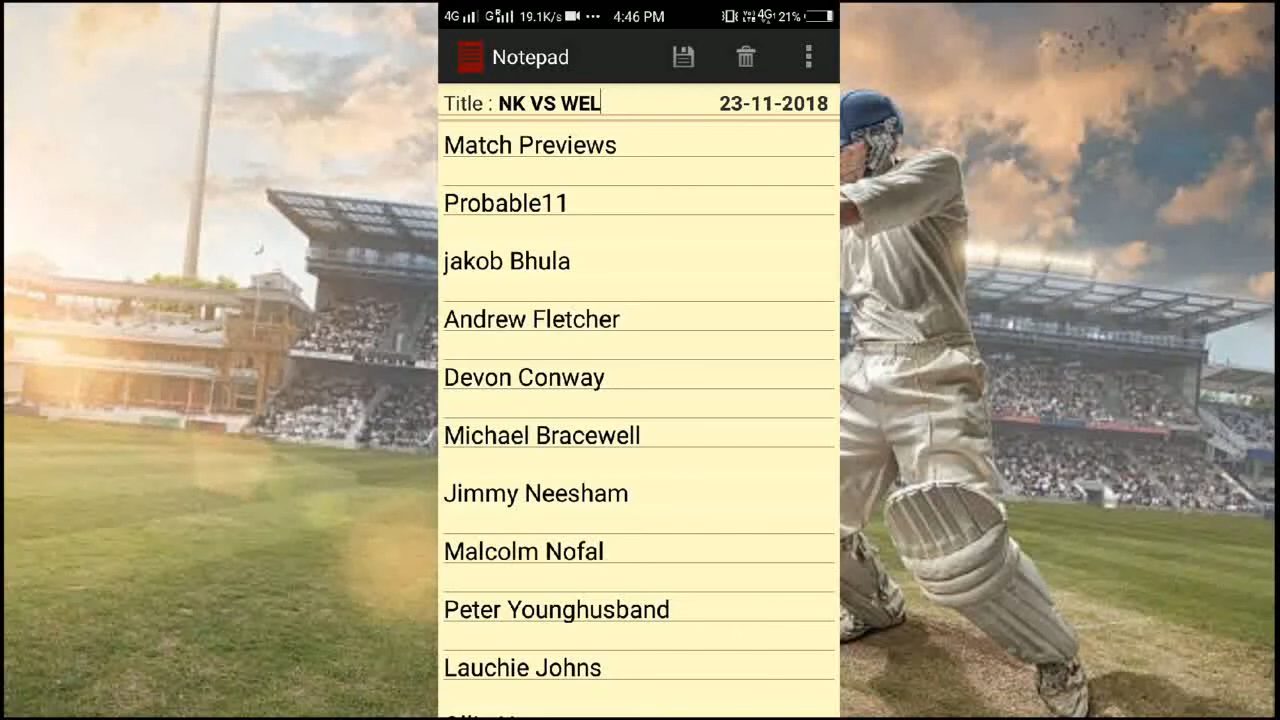 4G 19.1K/s 4:46 PM 4G 21%
Notepad
Title : NK VS WEL 23-11-2018
Match Previews
Probable11
jakob Bhula
Andrew Fletcher
Devon Conway
Michael Bracewell
Jimmy Neesham
Malcolm Nofal
Peter Younghusband
Lauchie Johns